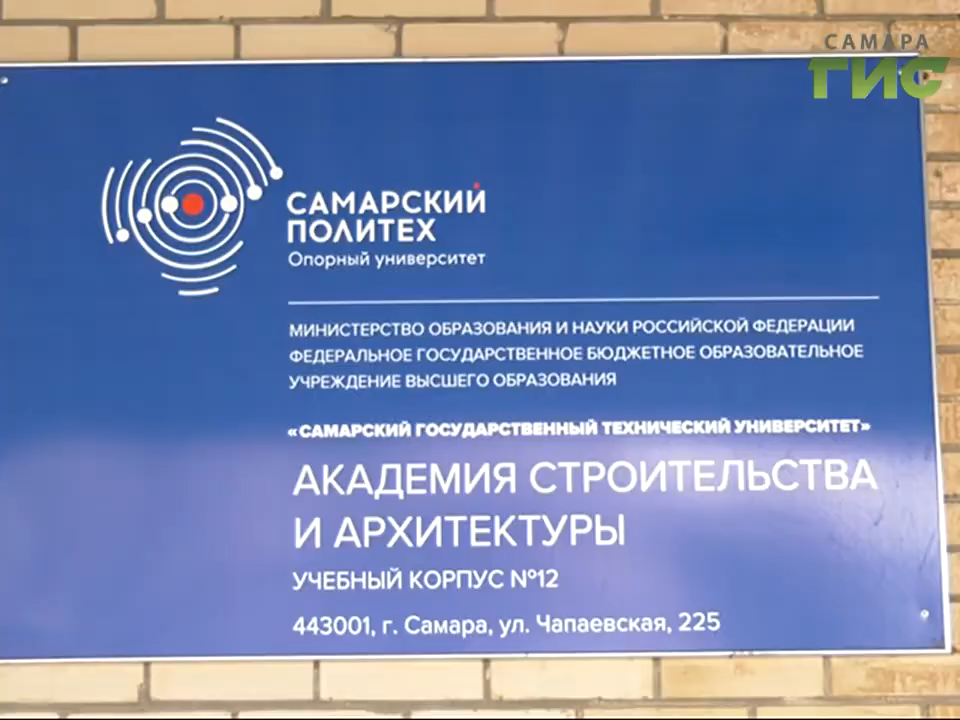 САМАРА
ГИС
САМАРСКИЙ
ПОЛИТЕХ
Опорный университет
МИНИСТЕРСТВО ОБРАЗОВАНИЯ И НАУКИ РОССИЙСКОЙ ФЕДЕРАЦИИ
ФЕДЕРАЛЬНОЕ ГОСУДАРСТВЕННОЕ БЮДЖЕТНОЕ ОБРАЗОВАТЕЛЬНОЕ
УЧРЕЖДЕНИЕ ВЫСШЕГО ОБРАЗОВАНИЯ
«САМАРСКИЙ ГОСУДАРСТВЕННЫЙ ТЕХНИЧЕСКИЙ УНИВЕРСИТЕТ»
АКАДЕМИЯ СТРОИТЕЛЬСТВА
И АРХИТЕКТУРЫ
УЧЕБНЫЙ КОРПУС №12
443001, г. Самара, ул. Чапаевская, 225